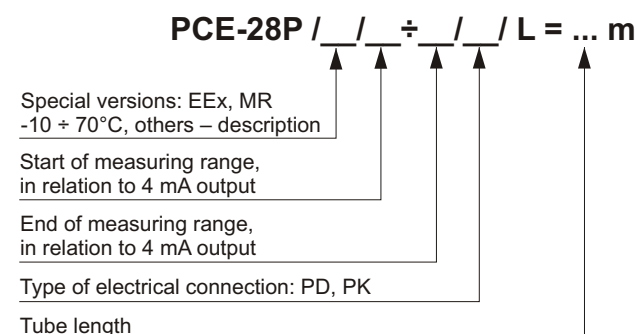 PCE-28P /__/__÷__/__/ L = ... m
Special versions: EEx, MR
-10 ÷ 70°C, others – description
Start of measuring range,
in relation to 4 mA output
End of measuring range,
in relation to 4 mA output
Type of electrical connection: PD, PK
Tube length